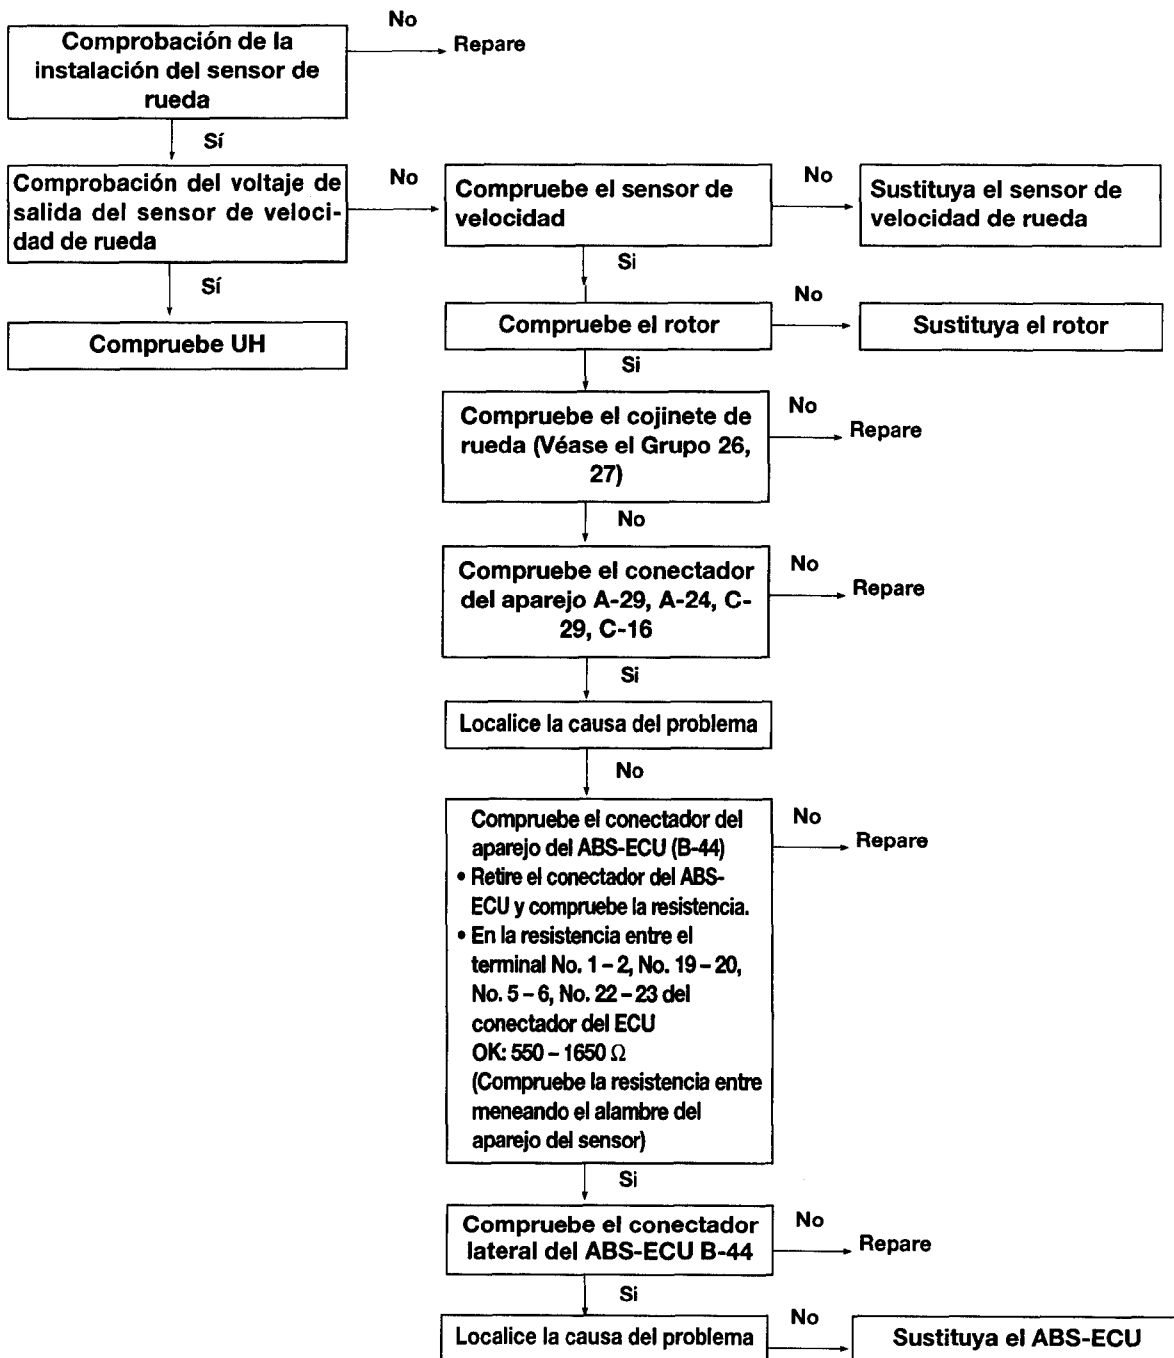 Comprobación de la
instalación del sensor de
rueda
No
Repare
Sí
Comprobación del voltaje de
salida del sensor de veloci-
dad de rueda
No
Compruebe el sensor de
velocidad
No
Sustituya el sensor de
velocidad de rueda
Sí
Compruebe UH
Si
Compruebe el rotor
No
Sustituya el rotor
Si
Compruebe el cojinete de
rueda (Véase el Grupo 26,
27)
No
Repare
No
Compruebe el conectador
del aparejo A-29, A-24, C-
29, C-16
No
Repare
Si
Localice la causa del problema
No
Compruebe el conectador del
aparejo del ABS-ECU (B-44)
• Retire el conectador del ABS-
ECU y compruebe la resistencia.
• En la resistencia entre el
terminal No. 1 – 2, No. 19 – 20,
No. 5 – 6, No. 22 – 23 del
conectador del ECU
OK: 550 – 1650 Ω
(Compruebe la resistencia entre
meneando el alambre del
aparejo del sensor)
No
Repare
Si
Compruebe el conectador
lateral del ABS-ECU B-44
No
Repare
Si
Localice la causa del problema
No
Sustituya el ABS-ECU